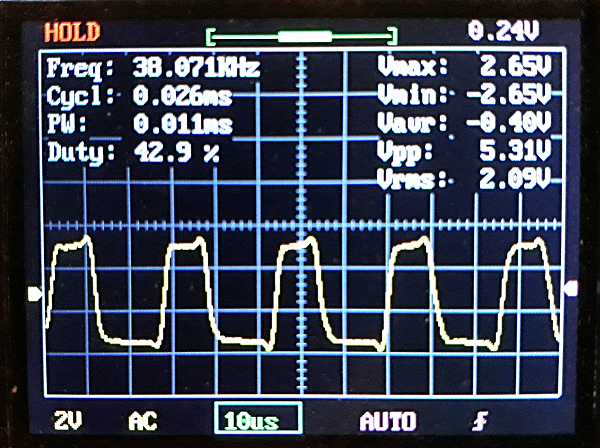 HOLD 0.24V
Freq: 38.071KHz Vmax: 2.65V
Cycl: 0.026ms Vmin: -2.65V
PW: 0.011ms Vavr: -0.40V
Duty: 42.9 % Vpp: 5.31V
Vrms: 2.09V
2V AC 10us AUTO